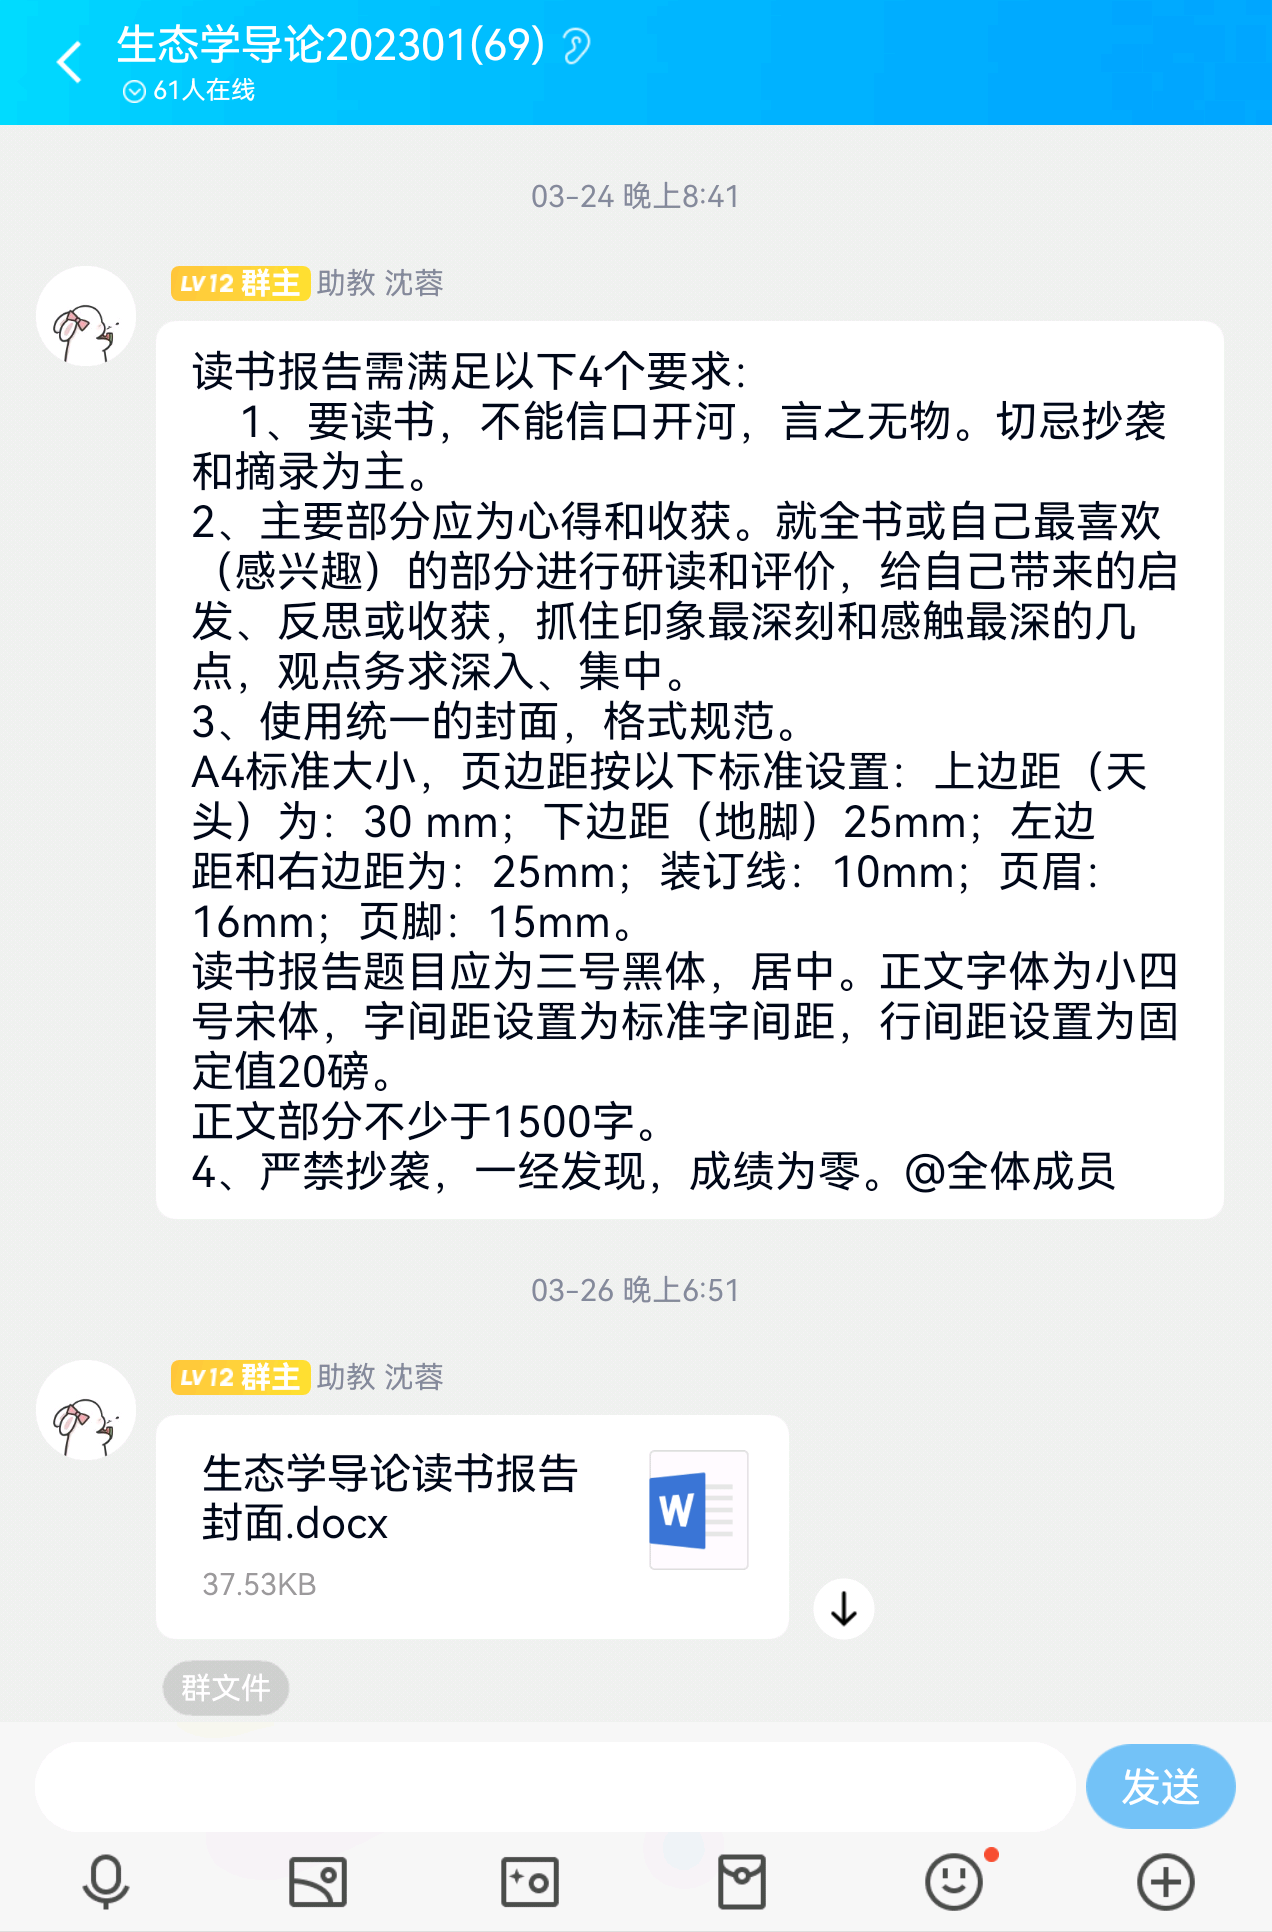 生态学导论202301(69)
61人在线
03-24 晚上8:41
LV12 群主 助教 沈蓉
读书报告需满足以下4个要求：
1、要读书，不能信口开河，言之无物。切忌抄袭
和摘录为主。
2、主要部分应为心得和收获。就全书或自己最喜欢
（感兴趣）的部分进行研读和评价，给自己带来的启
发、反思或收获，抓住印象最深刻和感触最深的几
点，观点务求深入、集中。
3、使用统一的封面，格式规范。
A4标准大小，页边距按以下标准设置：上边距（天
头）为：30 mm；下边距（地脚）25mm；左边
距和右边距为：25mm；装订线：10mm；页眉：
16mm；页脚：15mm。
读书报告题目应为三号黑体，居中。正文字体为小四
号宋体，字间距设置为标准字间距，行间距设置为固
定值20磅。
正文部分不少于1500字。
4、严禁抄袭，一经发现，成绩为零。@全体成员
03-26 晚上6:51
LV12 群主 助教 沈蓉
生态学导论读书报告
封面.docx
W
37.53KB
群文件
发送